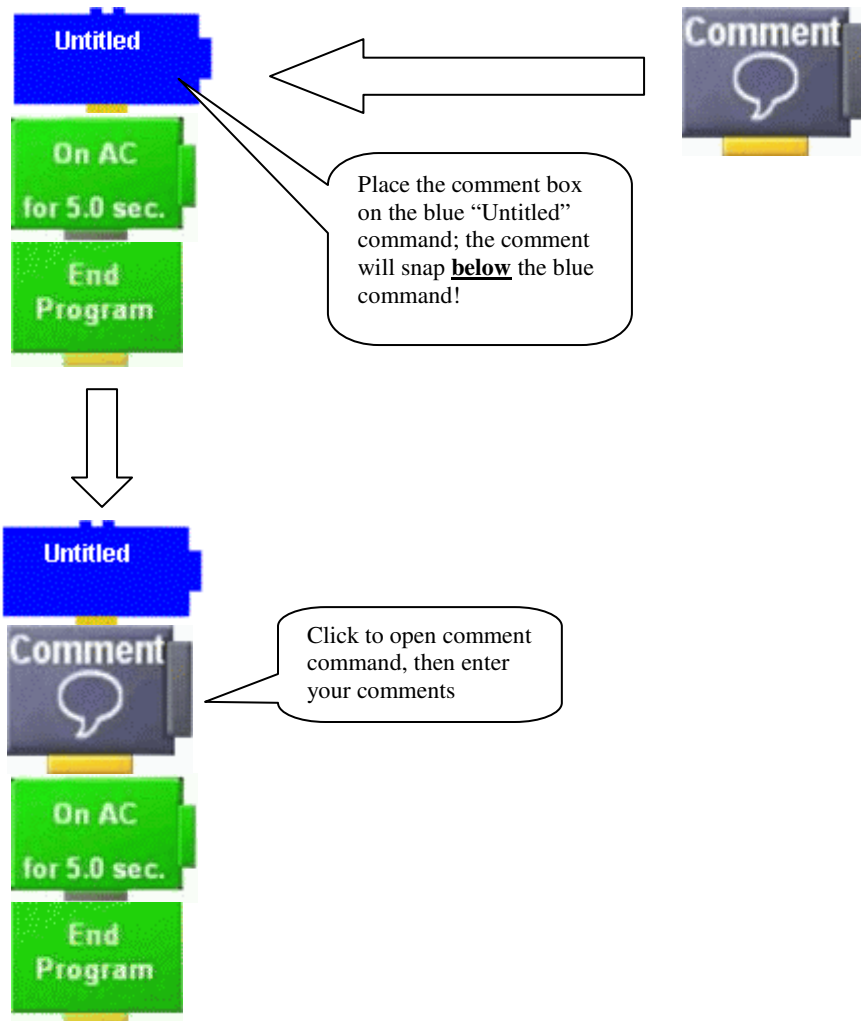 Untitled
Comment
On AC
for 5.0 sec.
Place the comment box
on the blue “Untitled”
command; the comment
will snap below the blue
command!
End
Program
Untitled
Comment
Click to open comment
command, then enter
your comments
On AC
for 5.0 sec.
End
Program